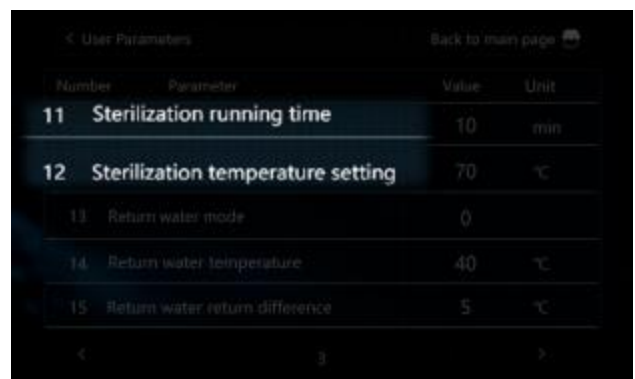 < User Parameters Back to main page
Number Parameter Value Unit
11 Sterilization running time 10 min
12 Sterilization temperature setting 70 ℃
13 Return water mode 0
14 Return water temperature 40 ℃
15 Return water return difference 5 ℃
< 3 >